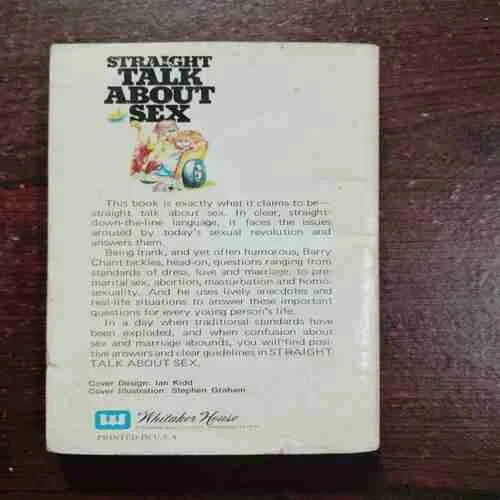 STRAIGHT
TALK
ABOUT
SEX
This book is exactly what it claims to be—
straight talk about sex. In clear, straight-
down-the-line language, it faces the issues
aroused by today's sexual revolution and
answers them.
Being frank, and yet often humorous, Barry
Chant tackles, head-on, questions ranging from
standards of dress, love and marriage, to pre-
marital sex, abortion, masturbation and homo-
sexuality. And he uses lively anecdotes and
real-life situations to answer these important
questions for every young person's life.
In a day when traditional standards have
been exploded, and when confusion about
sex and marriage abounds, you will find posi-
tive answers and clear guidelines in STRAIGHT
TALK ABOUT SEX.
Cover Design: Ian Kidd
Cover Illustration: Stephen Graham
Whitaker House
PRINTED IN U.S.A.